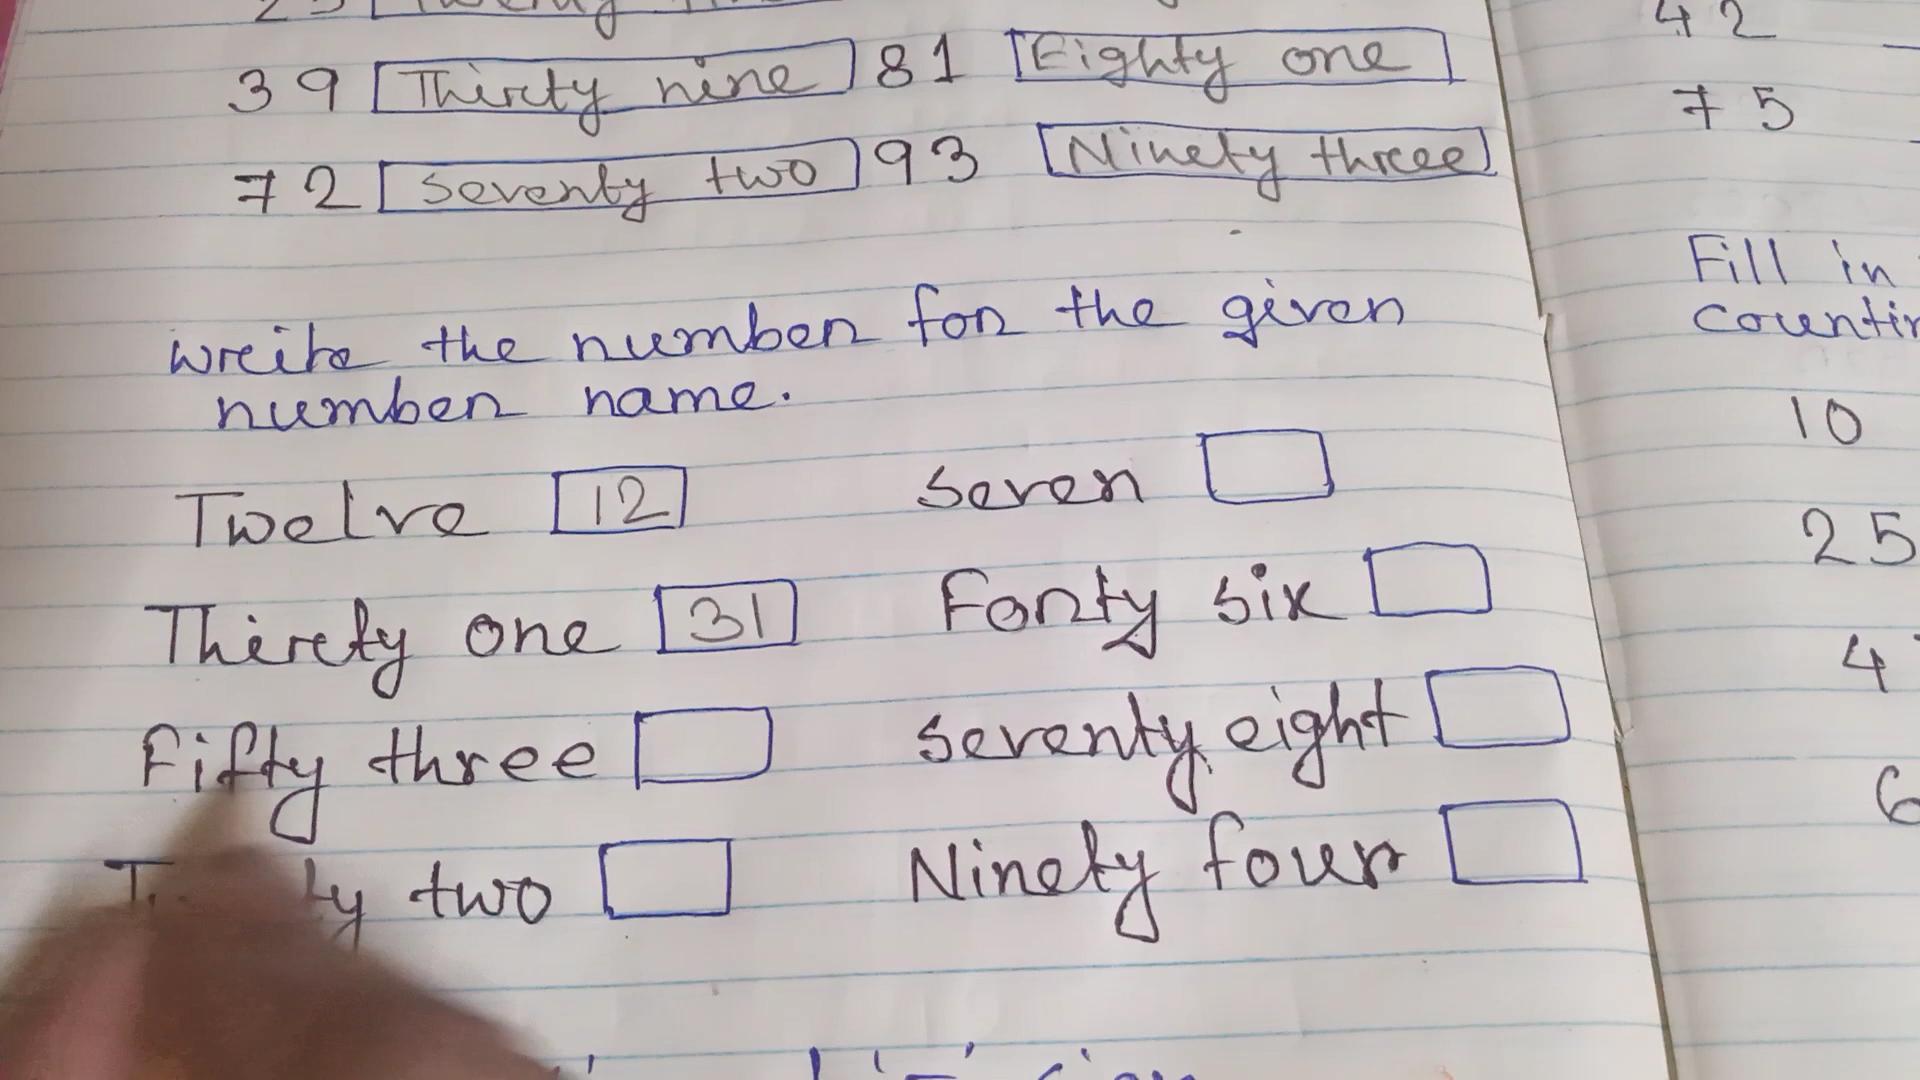 39 Thirty nine 81 Eighty one
72 Seventy two 93 Ninety three
Write the number for the given
number name.
Twelve 12 Seven
Thirty one 31 Forty six
Fifty three Seventy eight
two Ninety four
42
75
Fill in
10
25
4
6